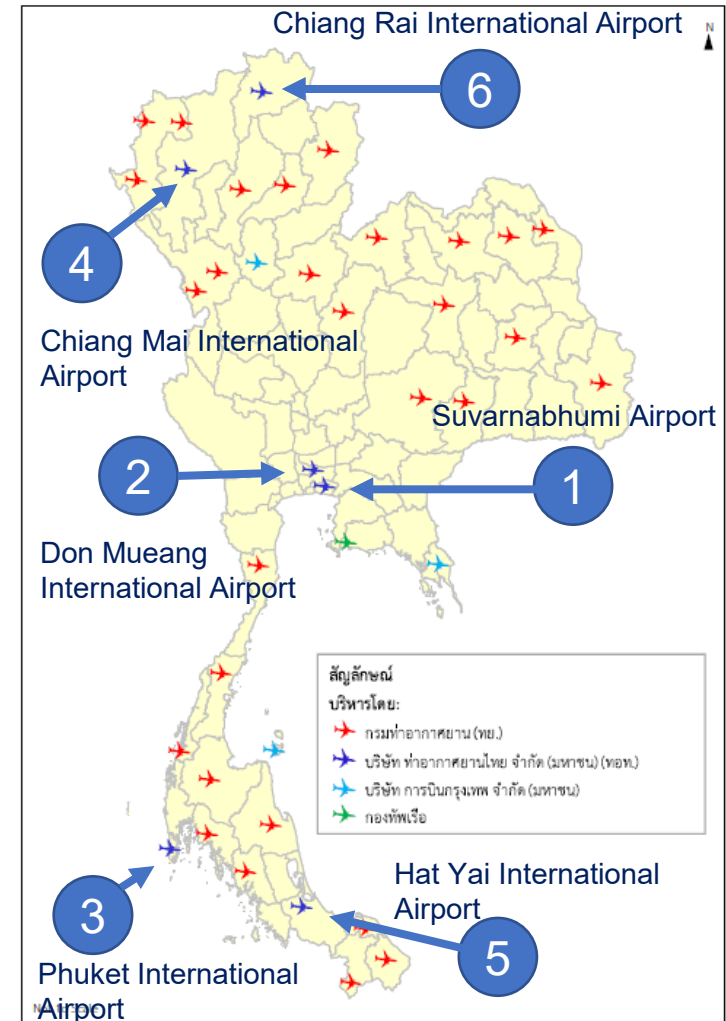 Chiang Rai International Airport
N
6
4
Chiang Mai International
Airport
Suvarnabhumi Airport
2
1
Don Mueang
International Airport
สัญลักษณ์
บริหารโดย:
กรมท่าอากาศยาน (ทย.)
บริษัท ท่าอากาศยานไทย จำกัด (มหาชน) (ทอท.)
บริษัท การบินกรุงเทพ จำกัด (มหาชน)
กองทัพเรือ
Hat Yai International
Airport
3
5
Phuket International
Airport